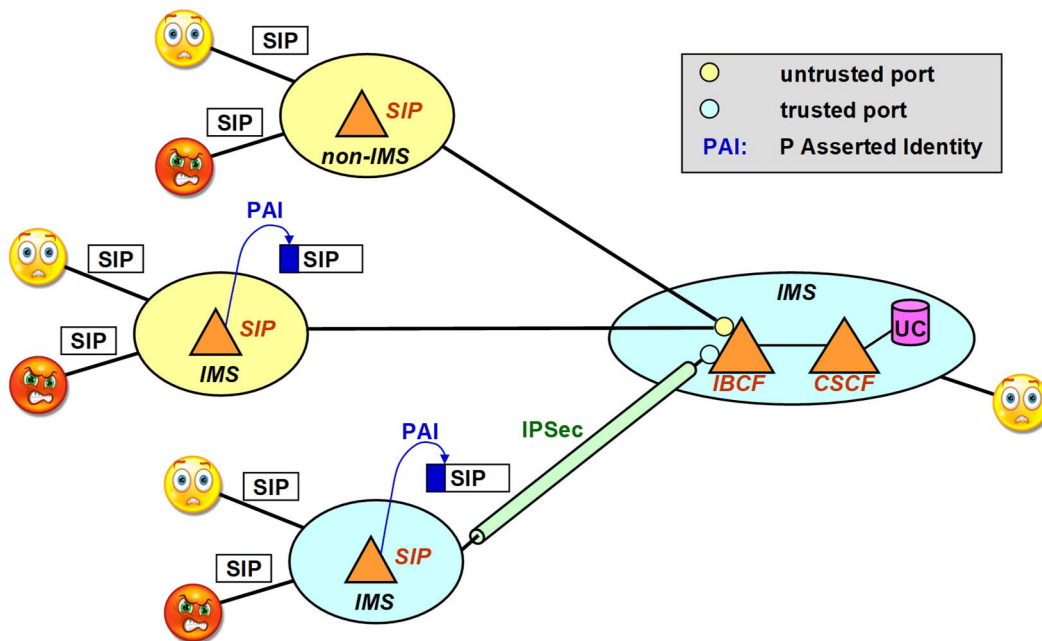 SIP
SIP
SIP
non-IMS
untrusted port
trusted port
PAI: P Asserted Identity
PAI
SIP
SIP
SIP
SIP
IMS
IMS
UC
IBCF
CSCF
IPSec
PAI
SIP
SIP
SIP
SIP
IMS